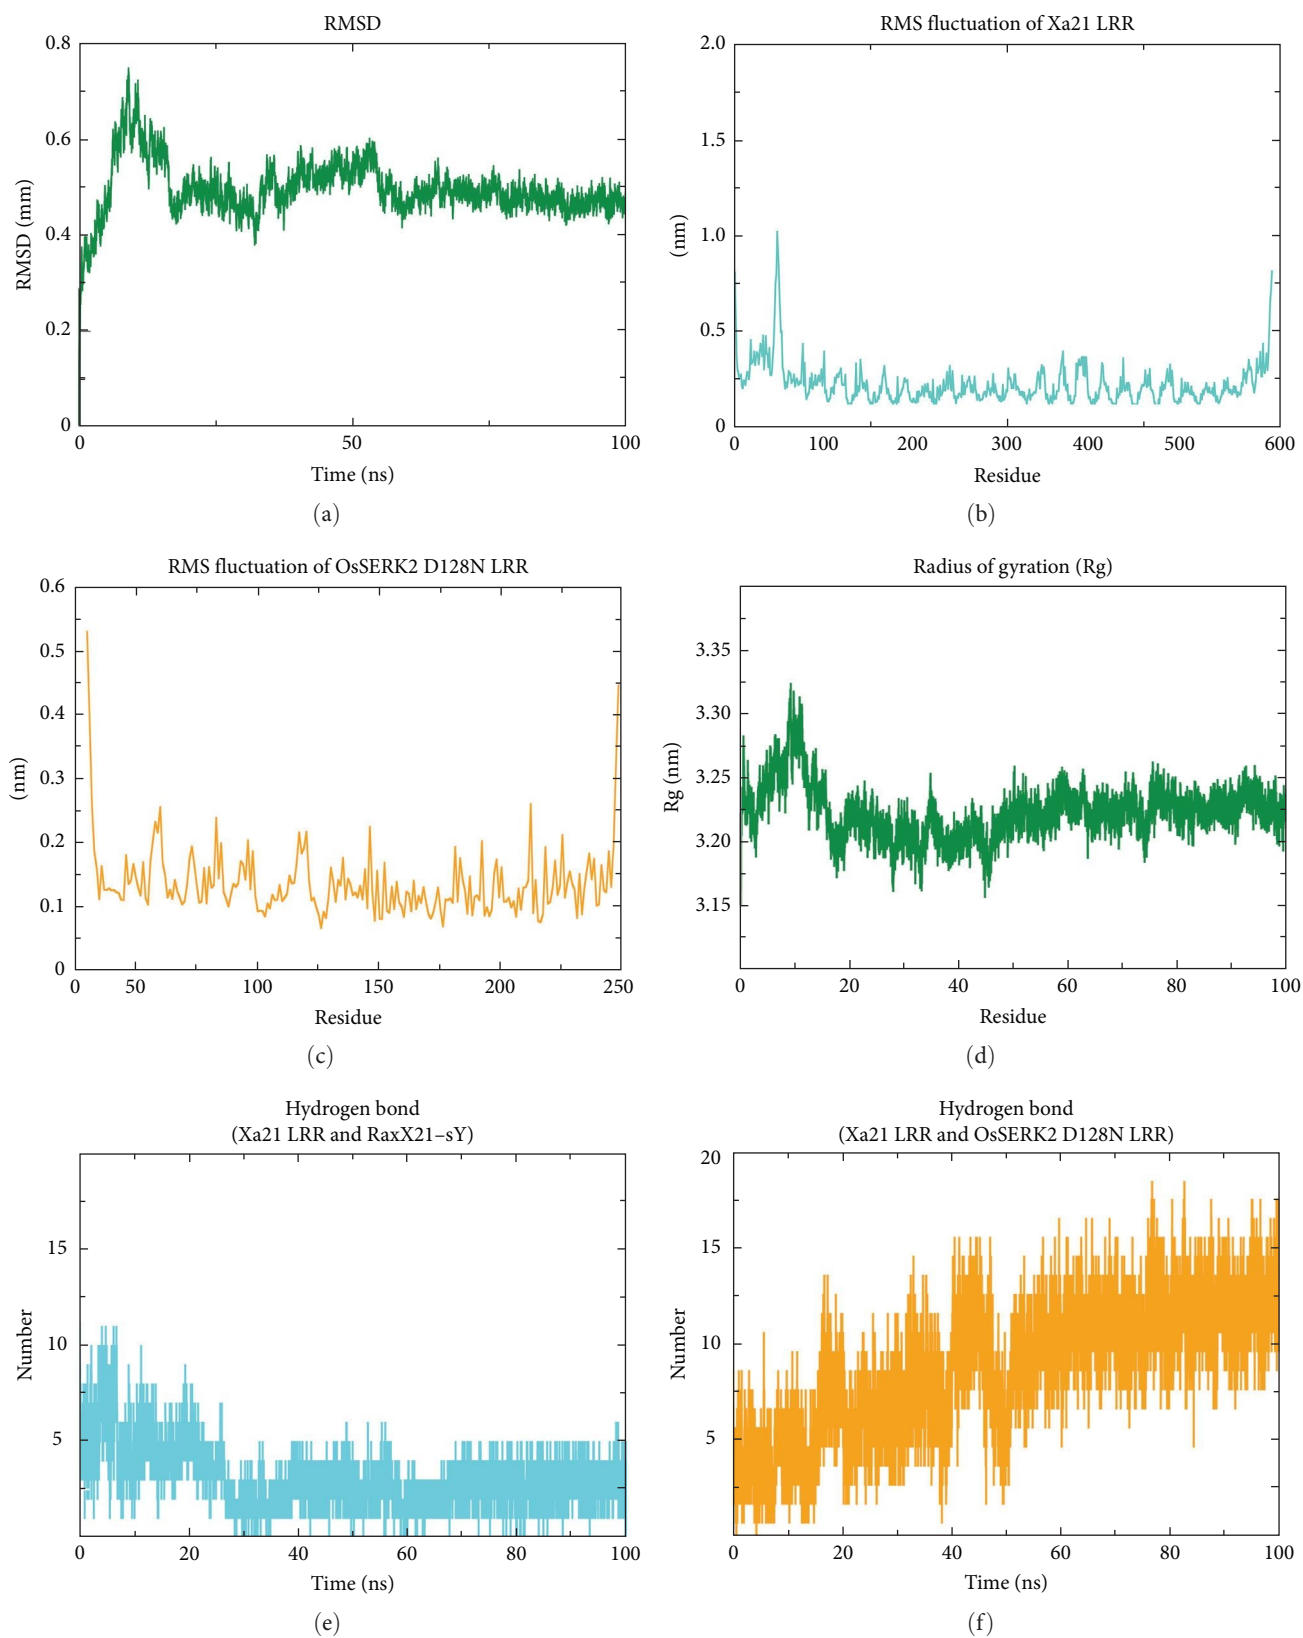 RMSD
0.8
0.6
0.4
0.2
0
RMSD (mm)
0 50 100
Time (ns)
(a)
RMS fluctuation of Xa21 LRR
2.0
1.5
1.0
0.5
0
(nm)
0 100 200 300 400 500 600
Residue
(b)
RMS fluctuation of OsSERK2 D128N LRR
0.6
0.5
0.4
0.3
0.2
0.1
0
(nm)
0 50 100 150 200 250
Residue
(c)
Radius of gyration (Rg)
3.35
3.30
3.25
3.20
3.15
Rg (nm)
0 20 40 60 80 100
Residue
(d)
Hydrogen bond
(Xa21 LRR and RaxX21–sY)
15
10
5
Number
0 20 40 60 80 100
Time (ns)
(e)
Hydrogen bond
(Xa21 LRR and OsSERK2 D128N LRR)
20
15
10
5
Number
0 20 40 60 80 100
Time (ns)
(f)